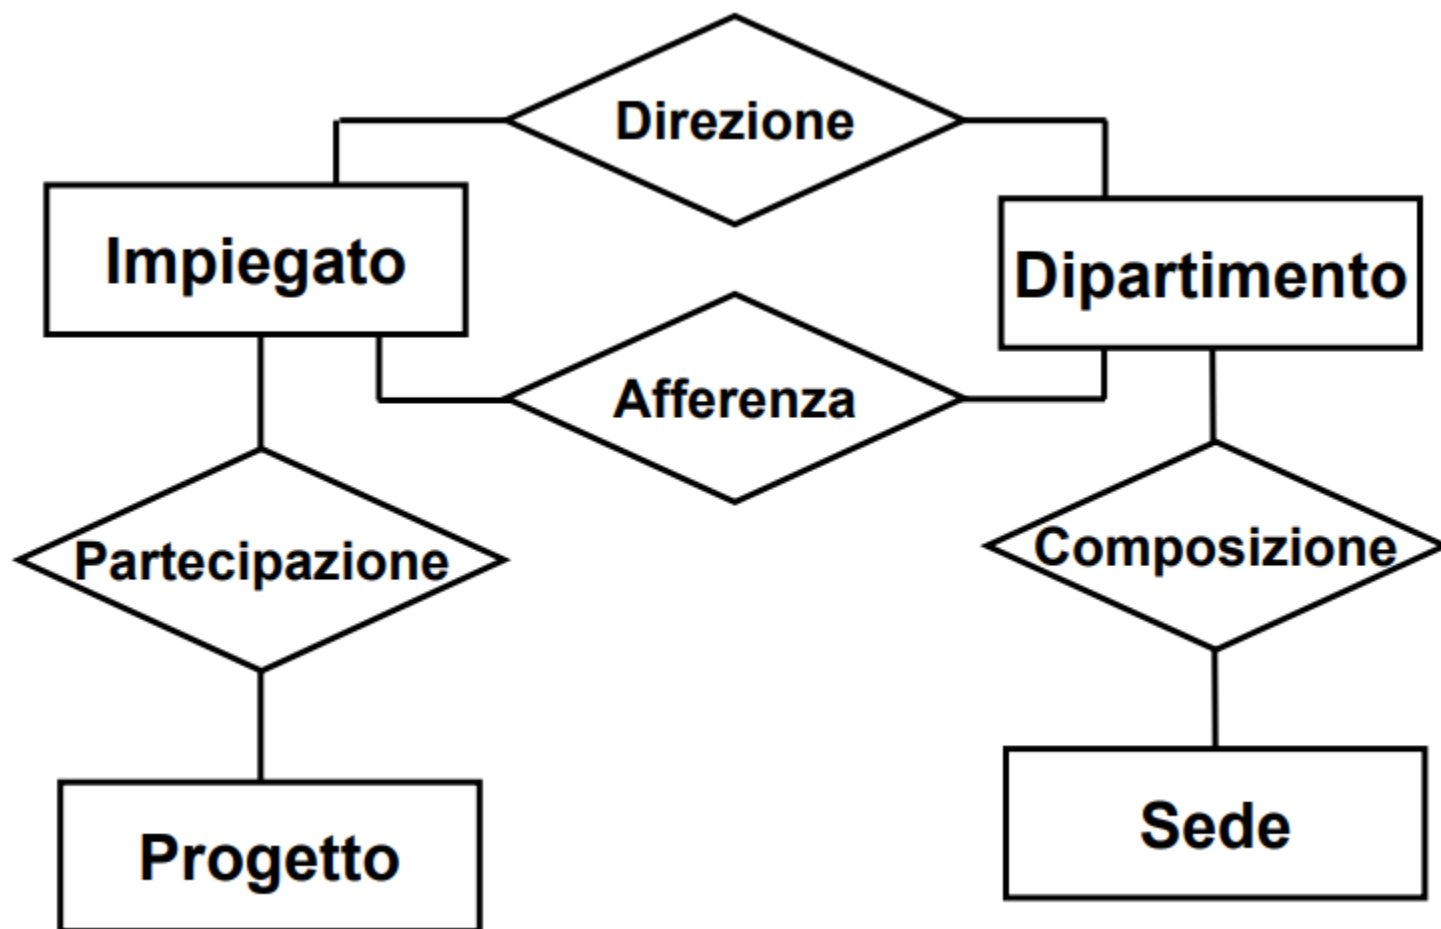 Direzione
Impiegato
Dipartimento
Afferenza
Partecipazione
Composizione
Progetto
Sede